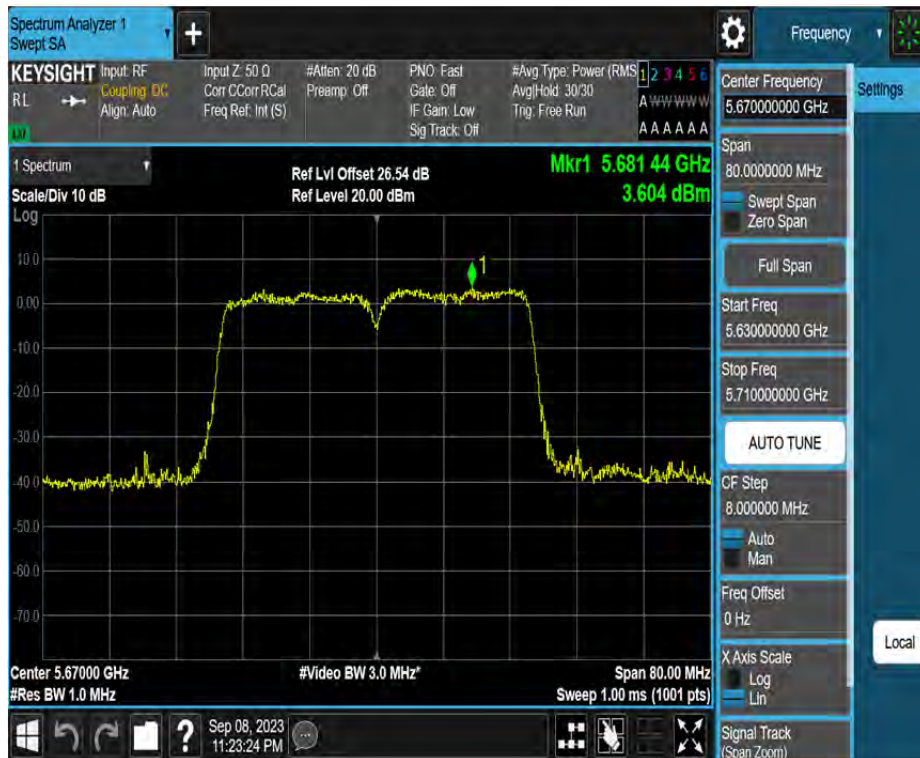 Spectrum Analyzer 1
Swept SA
Frequency
KEYSIGHT
RL
LXI
Input: RF
Coupling: DC
Align: Auto
Input Z: 50 Ω
Corr CCorr RCal
Freq Ref: Int (S)
#Atten: 20 dB
Preamp: Off
PNO: Fast
Gate: Off
IF Gain: Low
Sig Track: Off
#Avg Type: Power (RMS
Avg|Hold: 30/30
Trig: Free Run
1 2 3 4 5 6
A W W W W W
A A A A A A
1 Spectrum
Scale/Div 10 dB
Log
Ref Lvl Offset 26.54 dB
Ref Level 20.00 dBm
Mkr1 5.681 44 GHz
3.604 dBm
1
10.0
0.00
-10.0
-20.0
-30.0
-40.0
-50.0
-60.0
-70.0
Center 5.67000 GHz
#Res BW 1.0 MHz
#Video BW 3.0 MHz*
Span 80.00 MHz
Sweep 1.00 ms (1001 pts)
Center Frequency
5.670000000 GHz
Span
80.0000000 MHz
Swept Span
Zero Span
Full Span
Start Freq
5.630000000 GHz
Stop Freq
5.710000000 GHz
AUTO TUNE
CF Step
8.000000 MHz
Auto
Man
Freq Offset
0 Hz
X Axis Scale
Log
Lin
Signal Track
(Span Zoom)
Settings
Local
?
Sep 08, 2023
11:23:24 PM